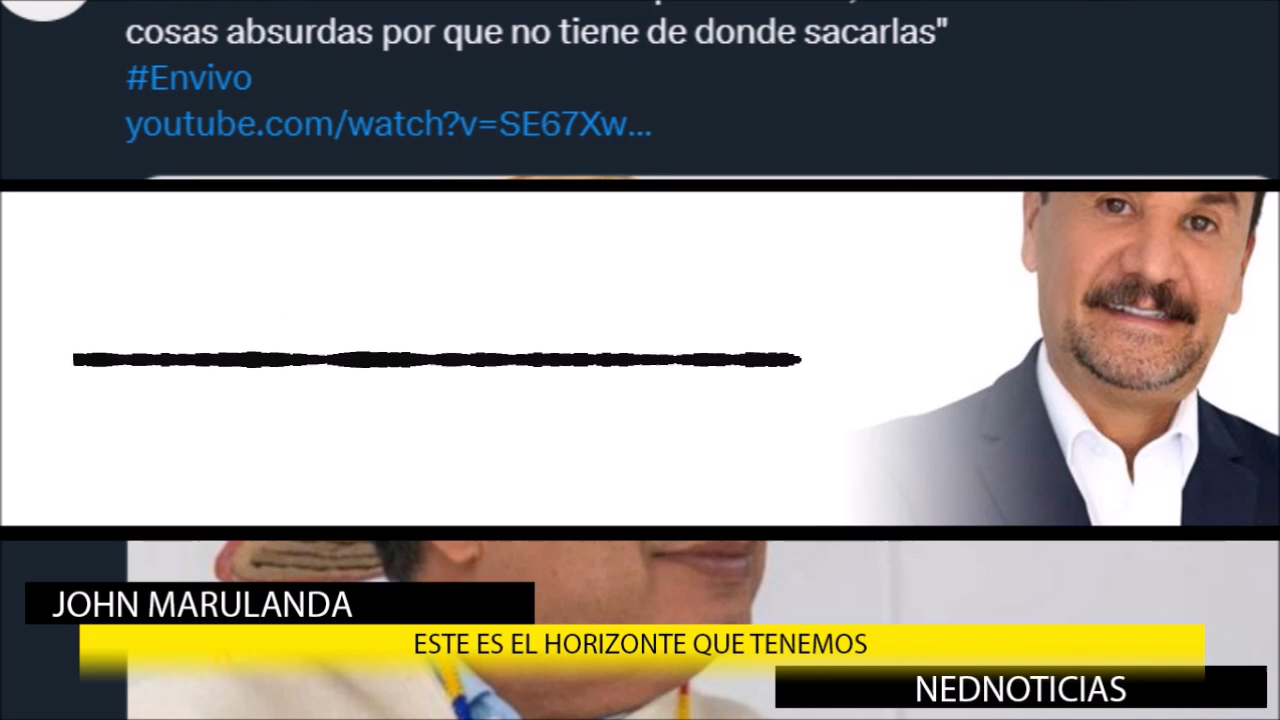 cosas absurdas por que no tiene de donde sacarlas"
#Envivo
youtube.com/watch?v=SE67Xw...
JOHN MARULANDA
ESTE ES EL HORIZONTE QUE TENEMOS
NEDNOTICIAS